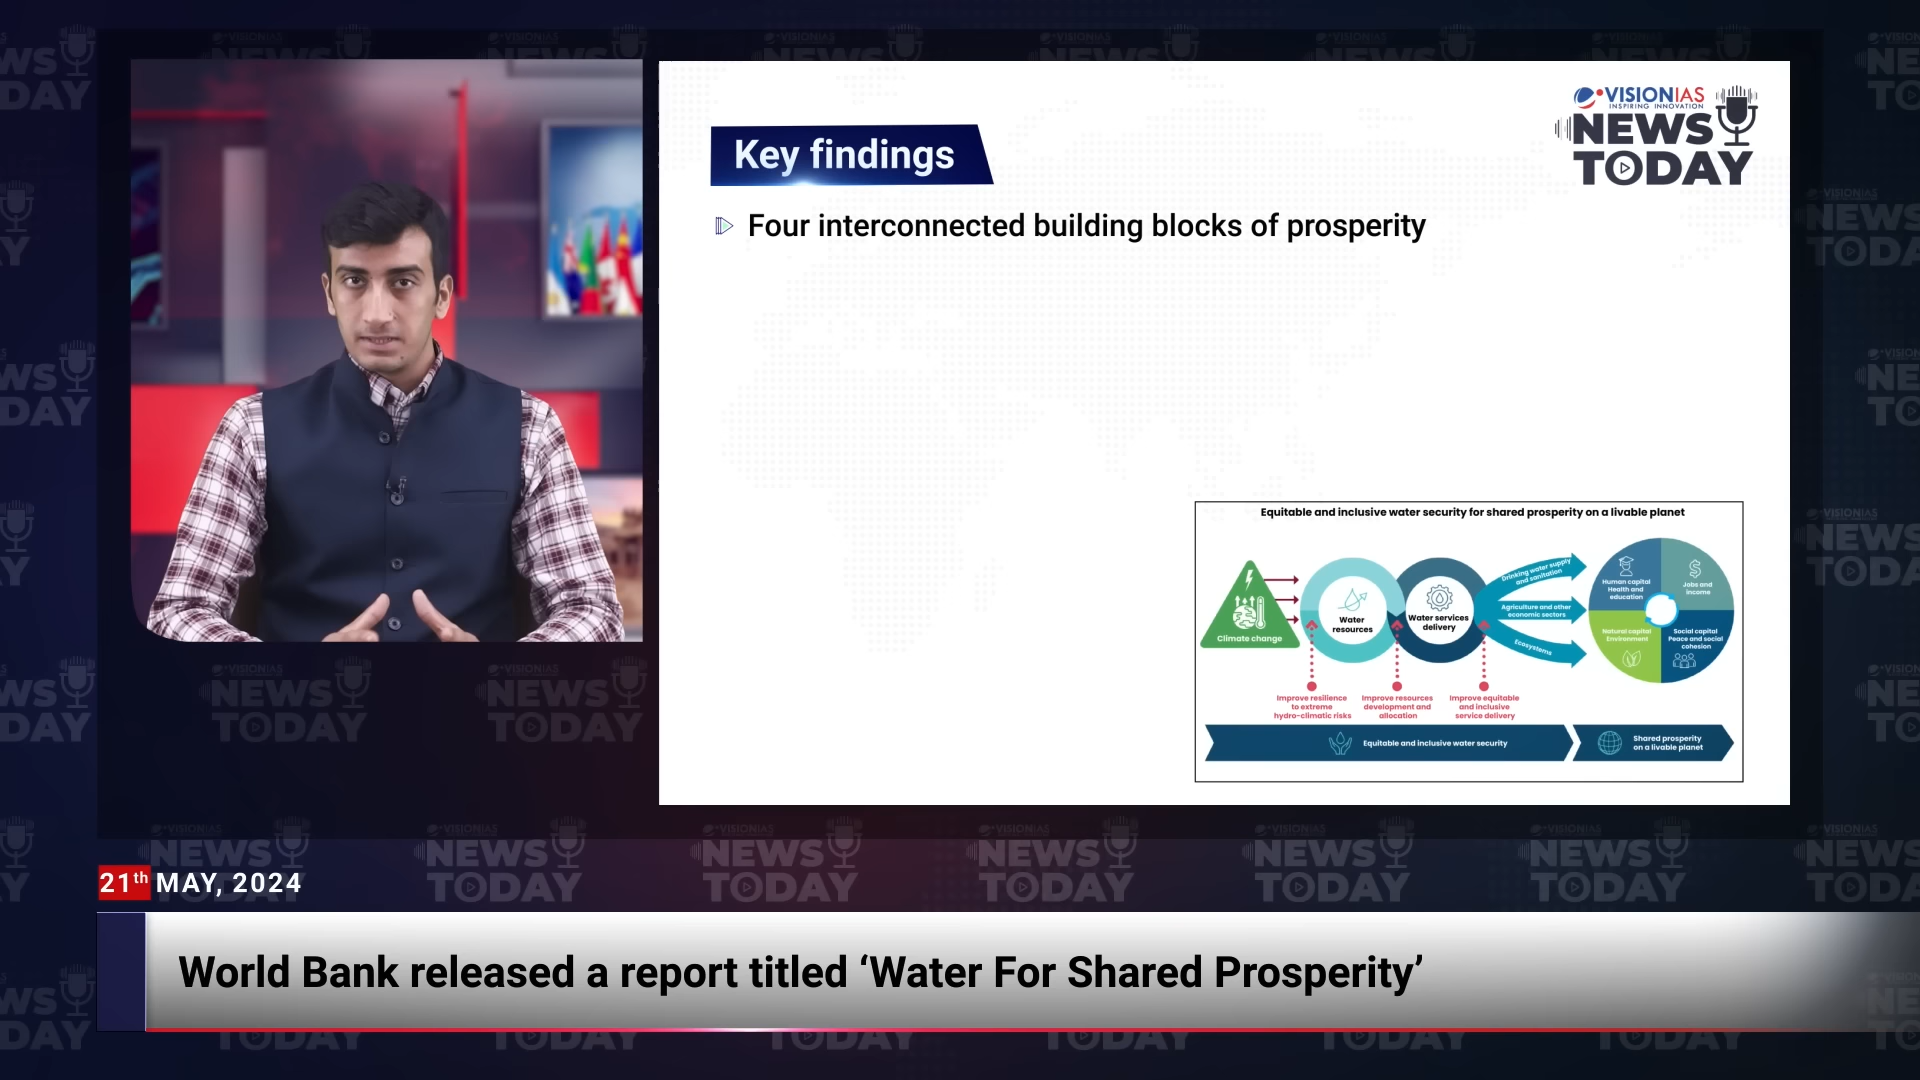 VISIONIAS
INSPIRING INNOVATION
NEWS
TODAY
Key findings
Four interconnected building blocks of prosperity
Equitable and inclusive water security for shared prosperity on a livable planet
Climate change
Water
resources
Water services
delivery
Drinking water supply
and sanitation
Agriculture and other
economic sectors
Ecosystems
Human capital
Health and
education
Jobs and
income
Natural capital
Environment
Social capital
Peace and social
cohesion
Improve resilience
to extreme
hydro-climatic risks
Improve resources
development and
allocation
Improve equitable
and inclusive
service delivery
Equitable and inclusive water security
Shared prosperity
on a livable planet
21th MAY, 2024
World Bank released a report titled ‘Water For Shared Prosperity’